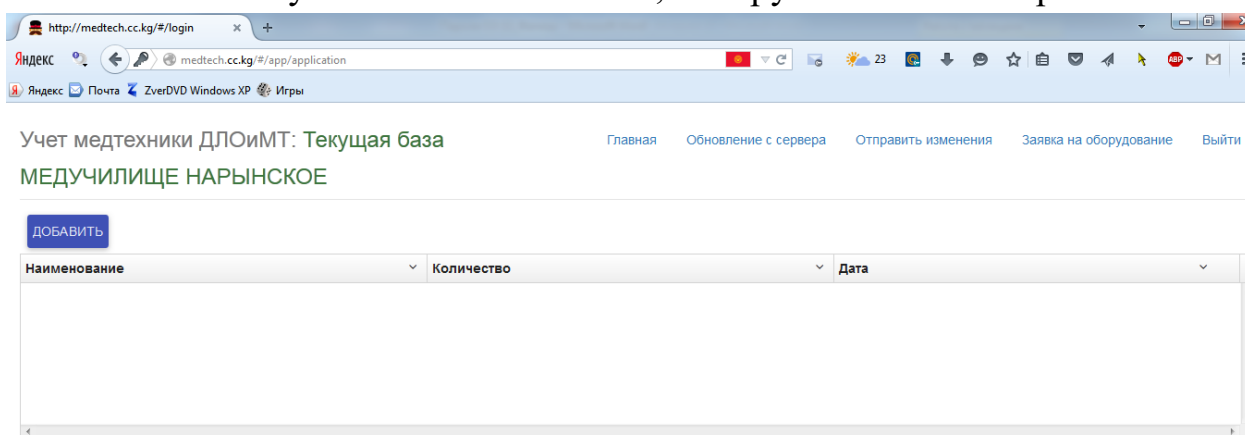 http://medtech.cc.kg/#/login
Яндекс medtech.cc.kg/#/app/application 23 ABP
Яндекс Почта ZverDVD Windows XP Игры
Учет медтехники ДЛОиМТ: Текущая база
МЕДУЧИЛИЩЕ НАРЫНСКОЕ
Главная Обновление с сервера Отправить изменения Заявка на оборудование Выйти
ДОБАВИТЬ
Наименование Количество Дата